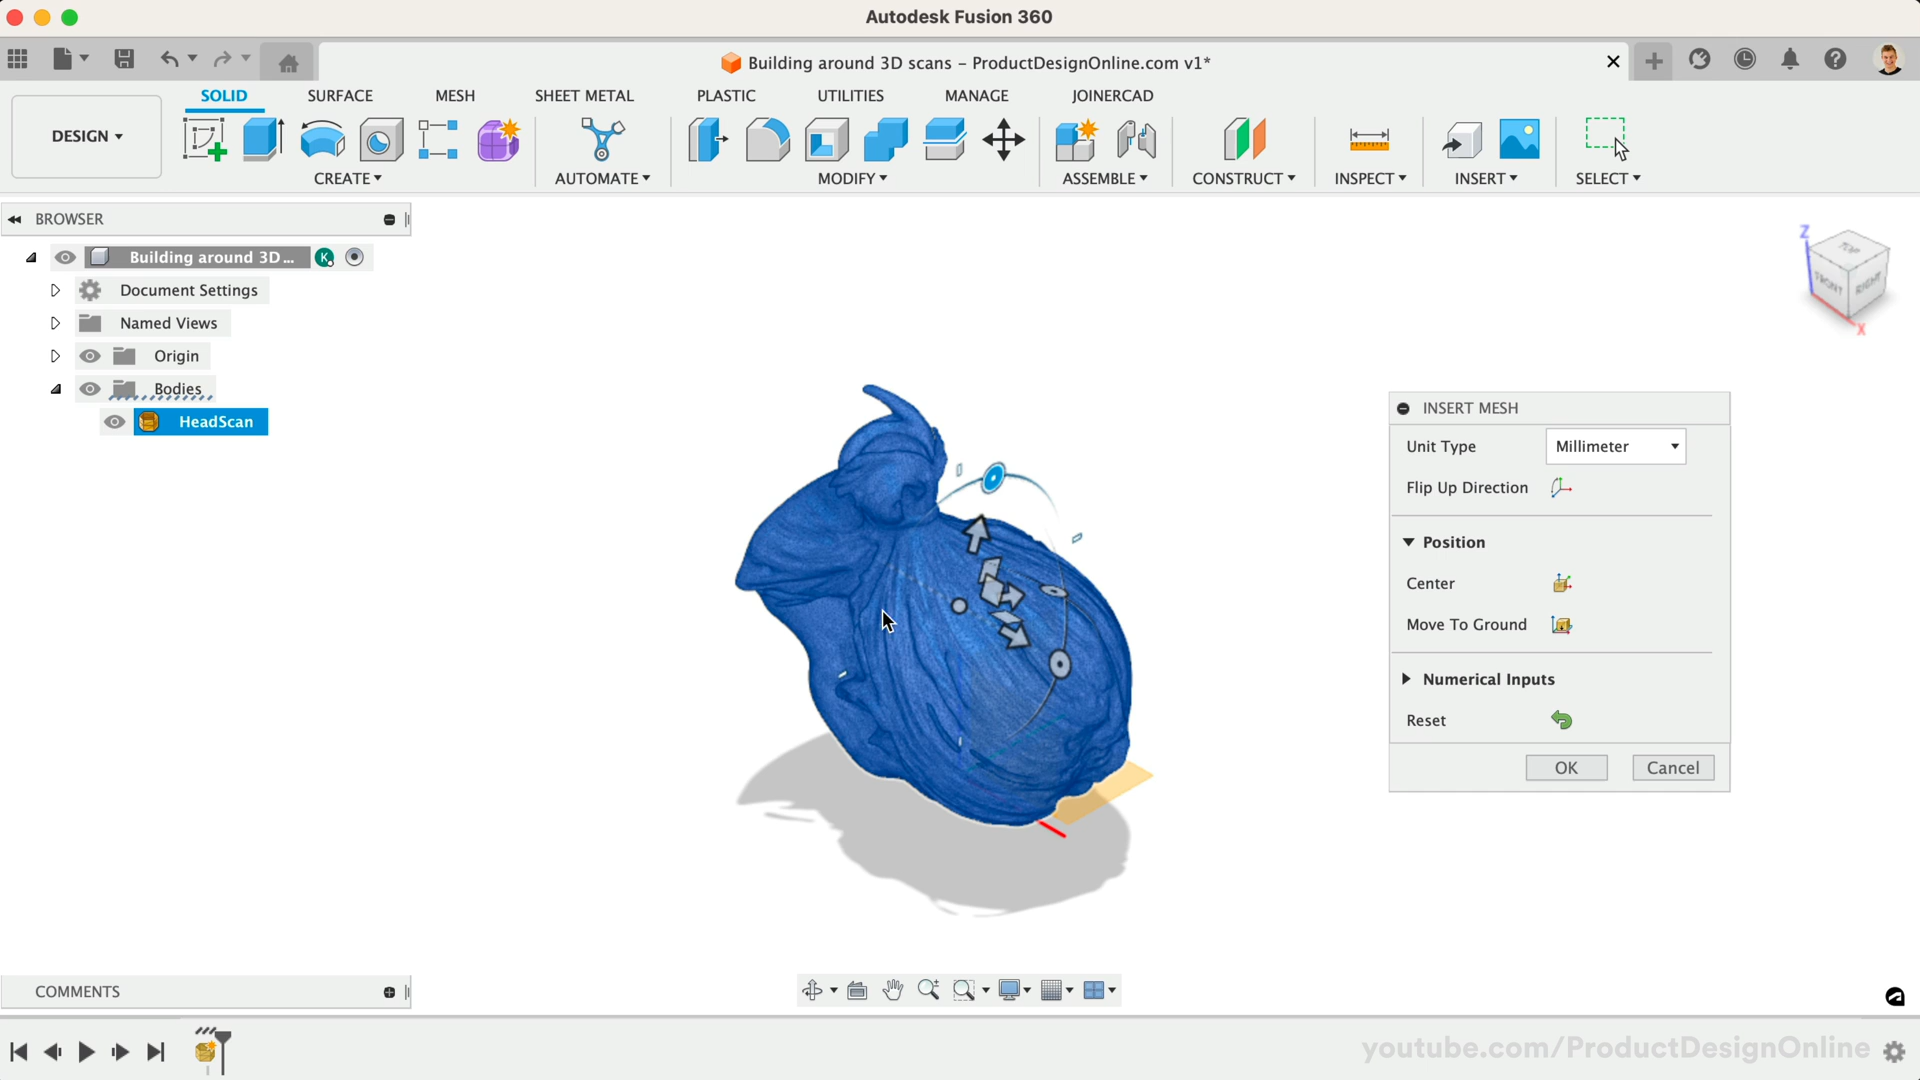 Autodesk Fusion 360
Building around 3D scans – ProductDesignOnline.com v1*
SOLID SURFACE MESH SHEET METAL PLASTIC UTILITIES MANAGE JOINERCAD
DESIGN
CREATE AUTOMATE MODIFY ASSEMBLE CONSTRUCT INSPECT INSERT SELECT
BROWSER
Building around 3D... K
Document Settings
Named Views
Origin
Bodies
HeadScan
Z
TOP
FRONT RIGHT
X
INSERT MESH
Unit Type Millimeter
Flip Up Direction
Position
Center
Move To Ground
Numerical Inputs
Reset
OK Cancel
COMMENTS
youtube.com/ProductDesignOnline